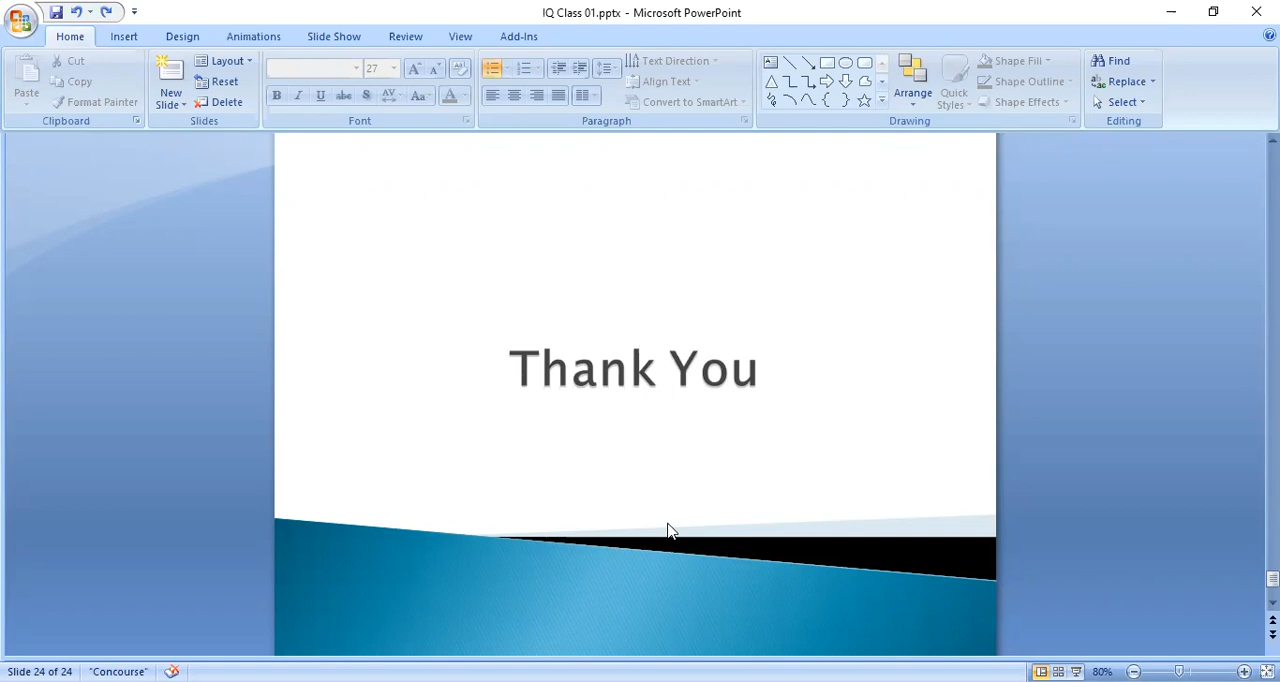 IQ Class 01.pptx - Microsoft PowerPoint
Home Insert Design Animations Slide Show Review View Add-Ins
Paste Cut Copy Format Painter Clipboard
New Slide Layout Reset Delete Slides
27 B I U abc S AV Aa A Font
Text Direction Align Text Convert to SmartArt Paragraph
Arrange Quick Styles Shape Fill Shape Outline Shape Effects Drawing
Find Replace Select Editing
Thank You
Slide 24 of 24 "Concourse" 80%